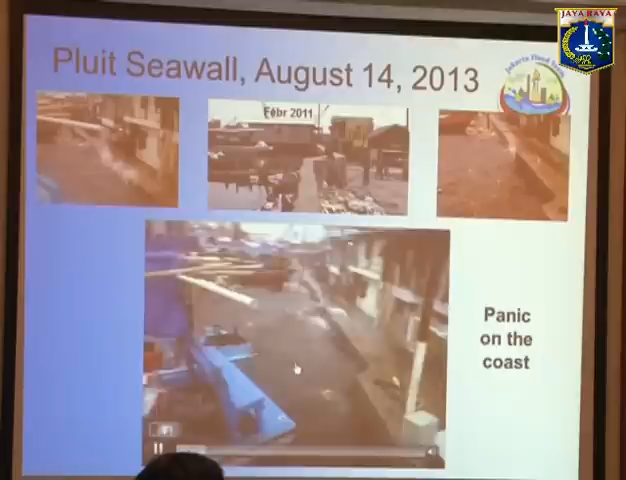 JAYA RAYA
Pluit Seawall, August 14, 2013
Febr 2011
Panic
on the
coast